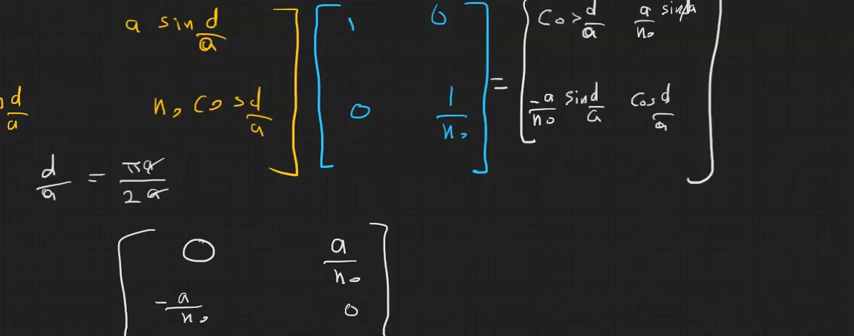 a sin d/a 1 0 = Cos d/a a/n₀ sin d/a
d/a n₀ Cos d/a 0 1/n₀ -a/n₀ sin d/a Cos d/a
d/a = πa/2a
0 a/n₀
-a/n₀ 0